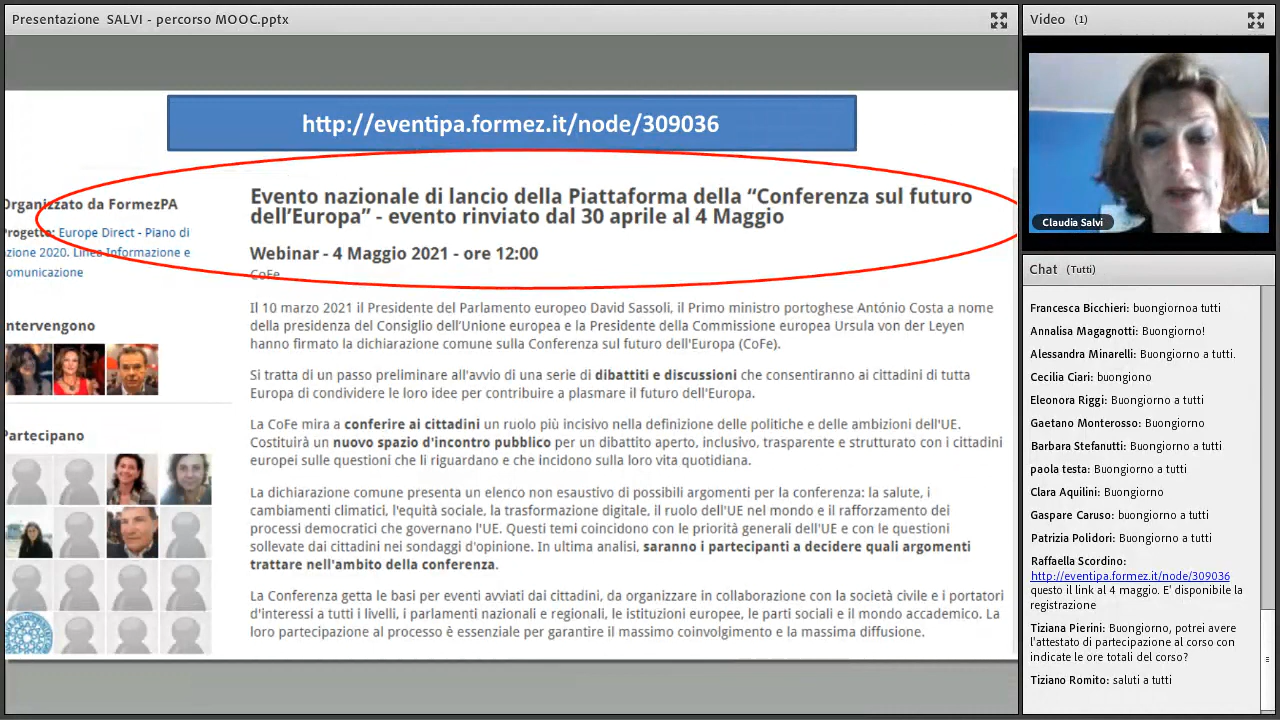 Presentazione SALVI - percorso MOOC.pptx
http://eventipa.formez.it/node/309036
Organizzato da FormezPA
Progetto: Europe Direct - Piano di
zione 2020. Linea Informazione e
omunicazione
ntervengono
Partecipano
Evento nazionale di lancio della Piattaforma della “Conferenza sul futuro
dell’Europa” - evento rinviato dal 30 aprile al 4 Maggio
Webinar - 4 Maggio 2021 - ore 12:00
CoFe
Il 10 marzo 2021 il Presidente del Parlamento europeo David Sassoli, il Primo ministro portoghese António Costa a nome
della presidenza del Consiglio dell’Unione europea e la Presidente della Commissione europea Ursula von der Leyen
hanno firmato la dichiarazione comune sulla Conferenza sul futuro dell'Europa (CoFe).
Si tratta di un passo preliminare all'avvio di una serie di dibattiti e discussioni che consentiranno ai cittadini di tutta
Europa di condividere le loro idee per contribuire a plasmare il futuro dell'Europa.
La CoFe mira a conferire ai cittadini un ruolo più incisivo nella definizione delle politiche e delle ambizioni dell'UE.
Costituirà un nuovo spazio d'incontro pubblico per un dibattito aperto, inclusivo, trasparente e strutturato con i cittadini
europei sulle questioni che li riguardano e che incidono sulla loro vita quotidiana.
La dichiarazione comune presenta un elenco non esaustivo di possibili argomenti per la conferenza: la salute, i
cambiamenti climatici, l'equità sociale, la trasformazione digitale, il ruolo dell'UE nel mondo e il rafforzamento dei
processi democratici che governano l'UE. Questi temi coincidono con le priorità generali dell'UE e con le questioni
sollevate dai cittadini nei sondaggi d'opinione. In ultima analisi, saranno i partecipanti a decidere quali argomenti
trattare nell'ambito della conferenza.
La Conferenza getta le basi per eventi avviati dai cittadini, da organizzare in collaborazione con la società civile e i portatori
d'interessi a tutti i livelli, i parlamenti nazionali e regionali, le istituzioni europee, le parti sociali e il mondo accademico. La
loro partecipazione al processo è essenziale per garantire il massimo coinvolgimento e la massima diffusione.
Video (1)
Claudia Salvi
Chat (Tutti)
Francesca Bicchieri: buongiornoa tutti
Annalisa Magagnotti: Buongiorno!
Alessandra Minarelli: Buongiorno a tutti.
Cecilia Ciari: buongiono
Eleonora Riggi: Buongiorno a tutti
Gaetano Monterosso: Buongiorno
Barbara Stefanutti: Buongiorno a tutti
paola testa: Buongiorno a tutti
Clara Aquilini: Buongiorno
Gaspare Caruso: buongiorno a tutti
Patrizia Polidori: Buongiorno a tutti
Raffaella Scordino:
http://eventipa.formez.it/node/309036
questo il link al 4 maggio. E' disponibile la
registrazione
Tiziana Pierini: Buongiorno, potrei avere
l'attestato di partecipazione al corso con
indicate le ore totali del corso?
Tiziano Romito: saluti a tutti